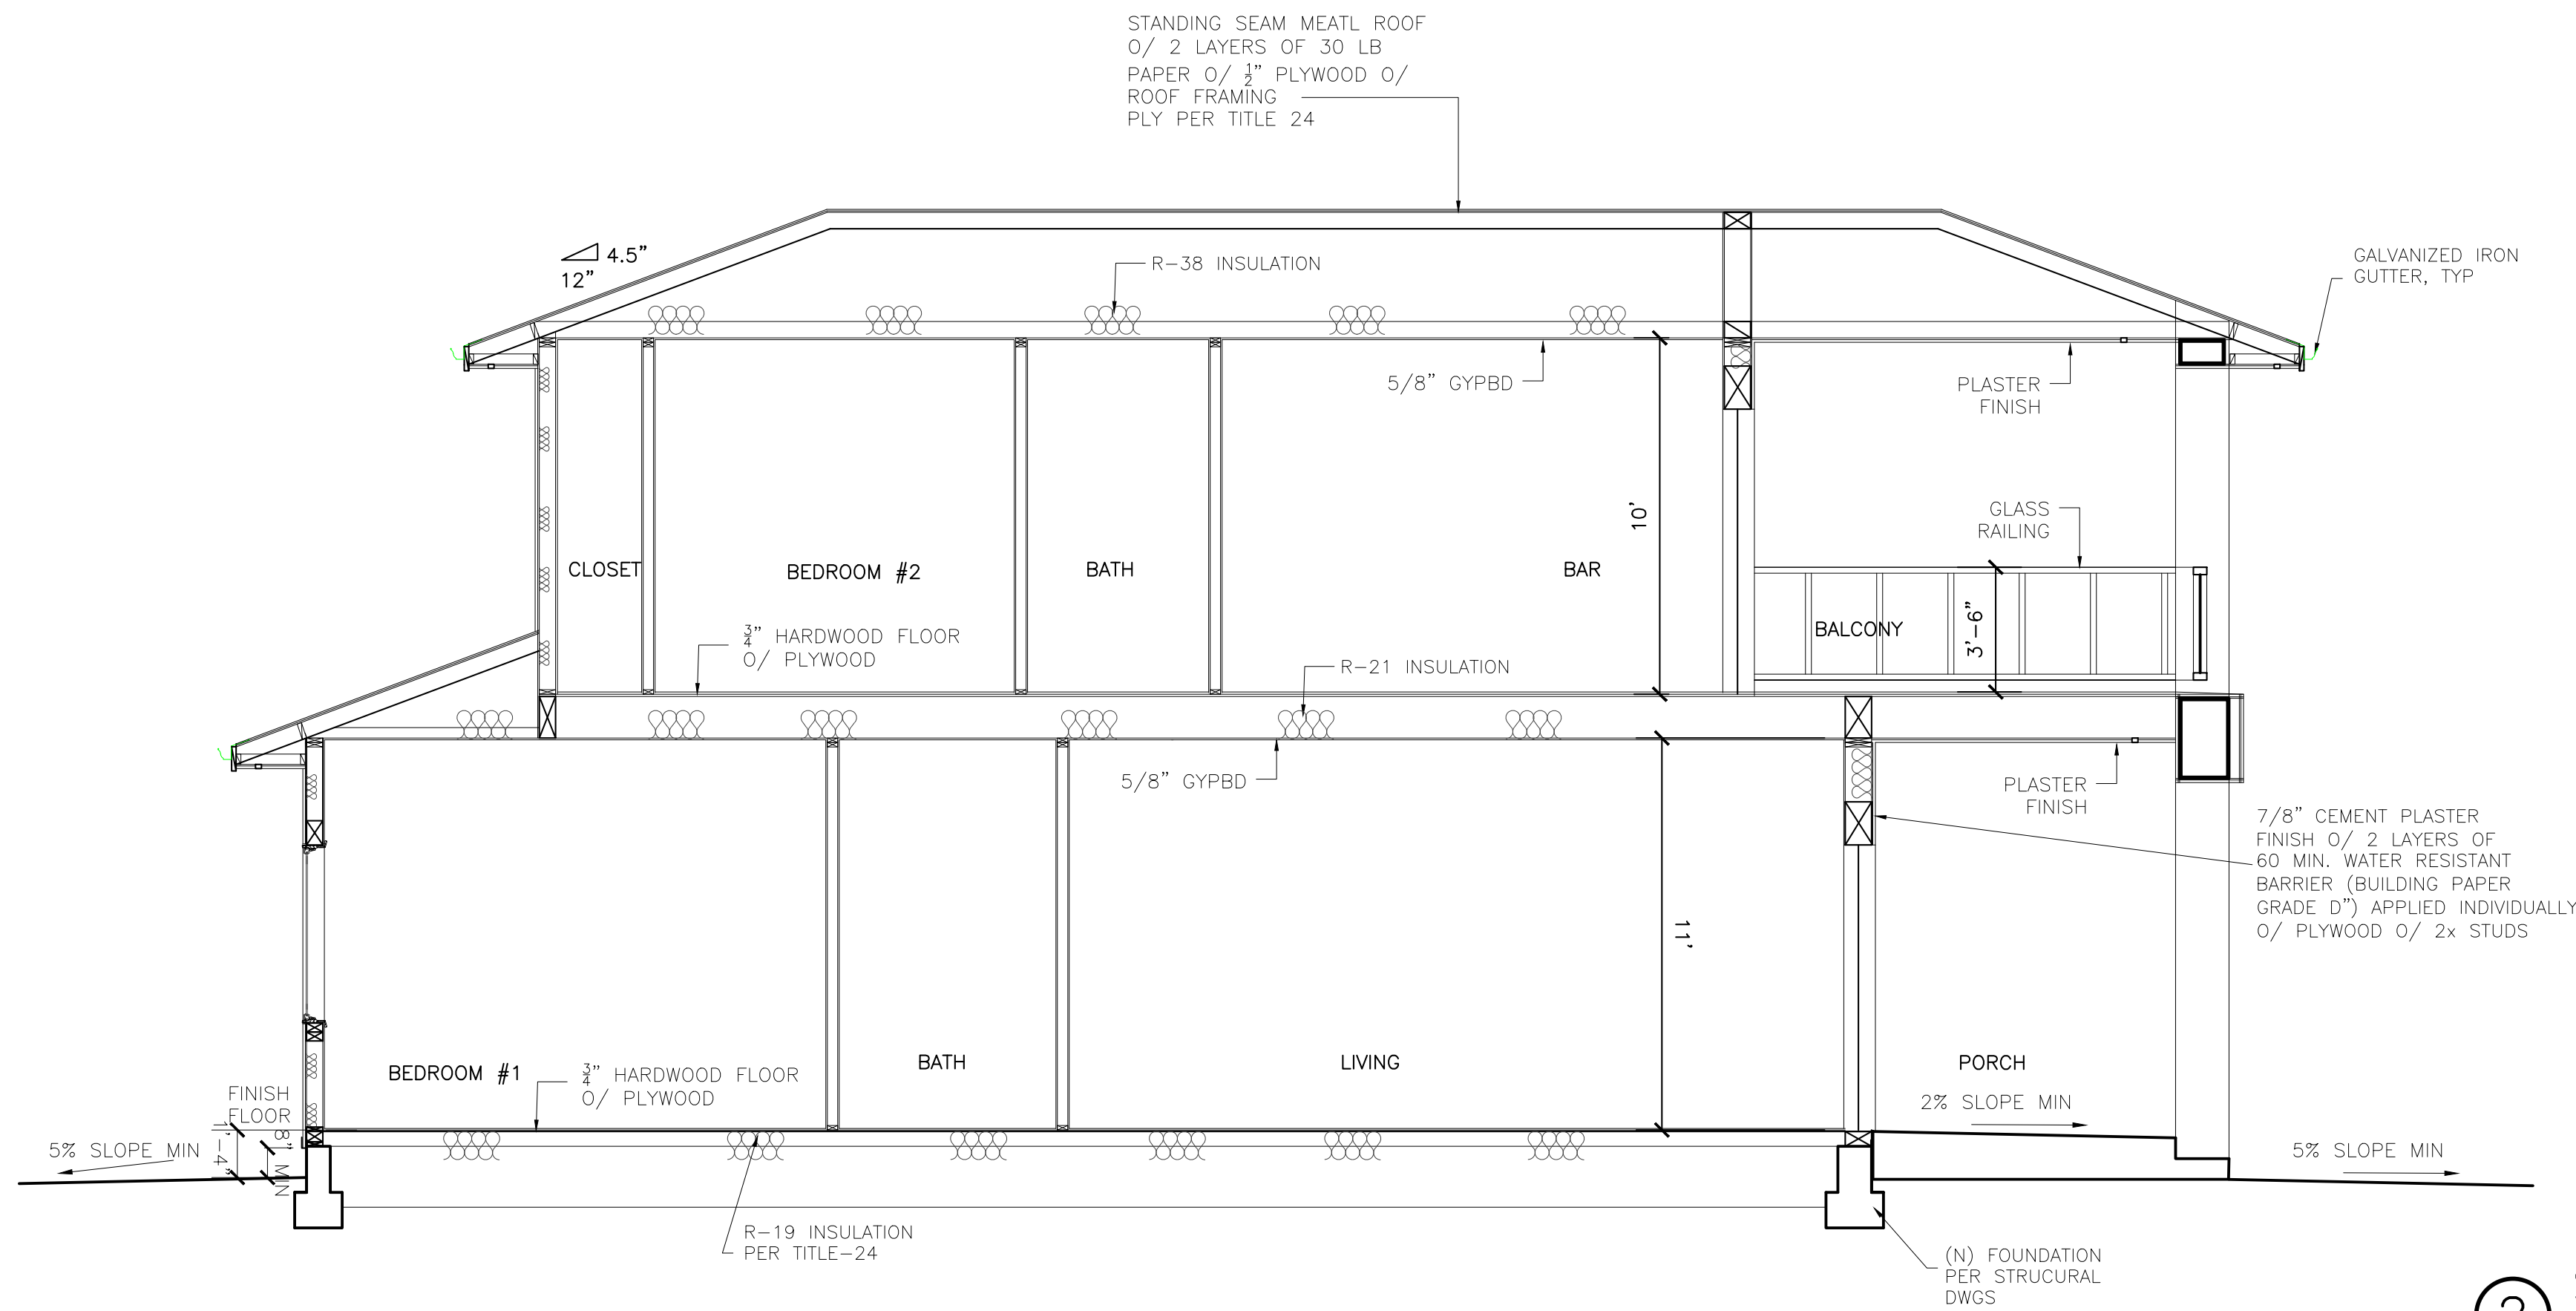 STANDING SEAM MEATL ROOF
O/ 2 LAYERS OF 30 LB
PAPER O/ 1/2" PLYWOOD O/
ROOF FRAMING
PLY PER TITLE 24
4.5"
12"
R-38 INSULATION
GALVANIZED IRON
GUTTER, TYP
5/8" GYPBD
PLASTER
FINISH
10'
GLASS
RAILING
CLOSET
BEDROOM #2
BATH
BAR
BALCONY
3'-6"
3/4" HARDWOOD FLOOR
O/ PLYWOOD
R-21 INSULATION
5/8" GYPBD
PLASTER
FINISH
7/8" CEMENT PLASTER
FINISH O/ 2 LAYERS OF
60 MIN. WATER RESISTANT
BARRIER (BUILDING PAPER
GRADE D") APPLIED INDIVIDUALLY
O/ PLYWOOD O/ 2x STUDS
11'
BEDROOM #1
BATH
LIVING
PORCH
3/4" HARDWOOD FLOOR
O/ PLYWOOD
FINISH
FLOOR
1'-4"
8" MIN
2% SLOPE MIN
5% SLOPE MIN
5% SLOPE MIN
R-19 INSULATION
PER TITLE-24
(N) FOUNDATION
PER STRUCURAL
DWGS